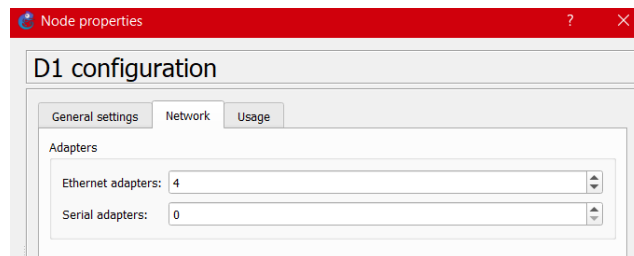 Node properties ? ×
D1 configuration
General settings Network Usage
Adapters
Ethernet adapters: 4
Serial adapters: 0